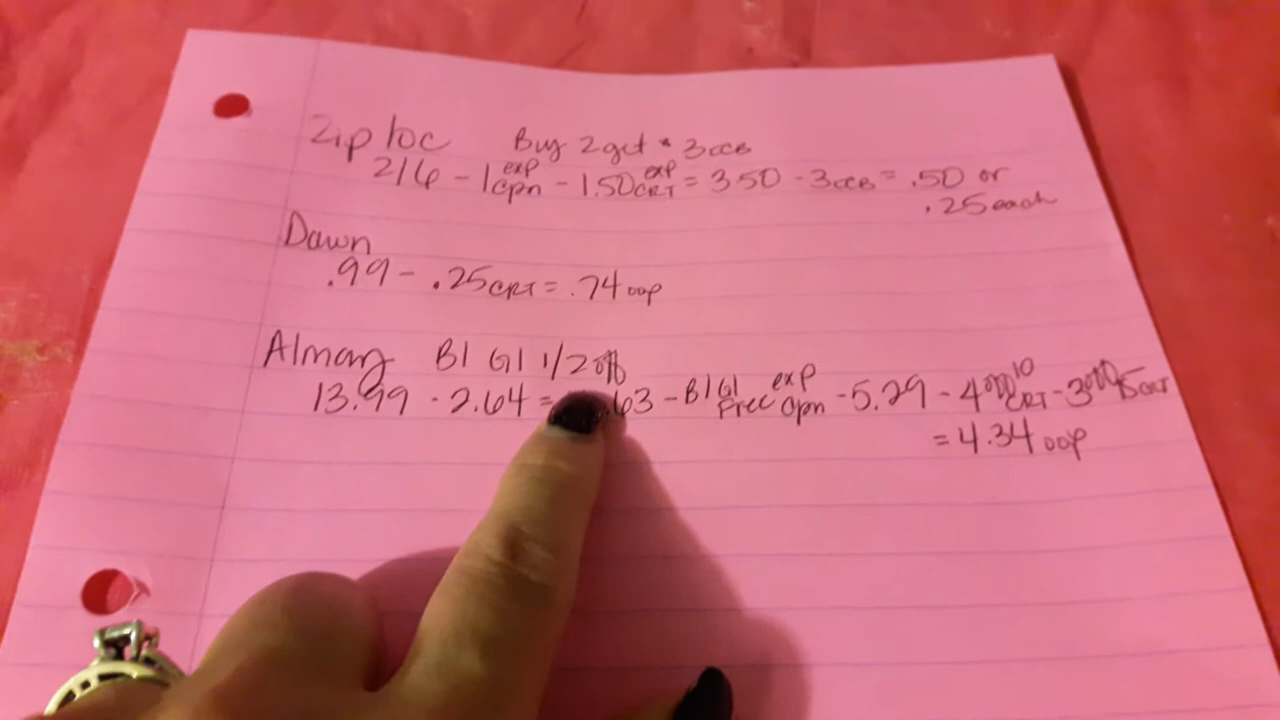 Ziploc Buy 2 get * 3ccB
2/6 - 1 exp cpn - 1.50 exp CRT = 3.50 - 3ccB = .50 or
.25 each
Dawn
.99 - .25 CRT = .74 oop
Almay B1 G1 1/2 off
13.99 - 2.64 = .63 - B1G1 Free exp cpn - 5.29 - 4 off 10 CRT - 3 off 15 CRT
= 4.34 oop